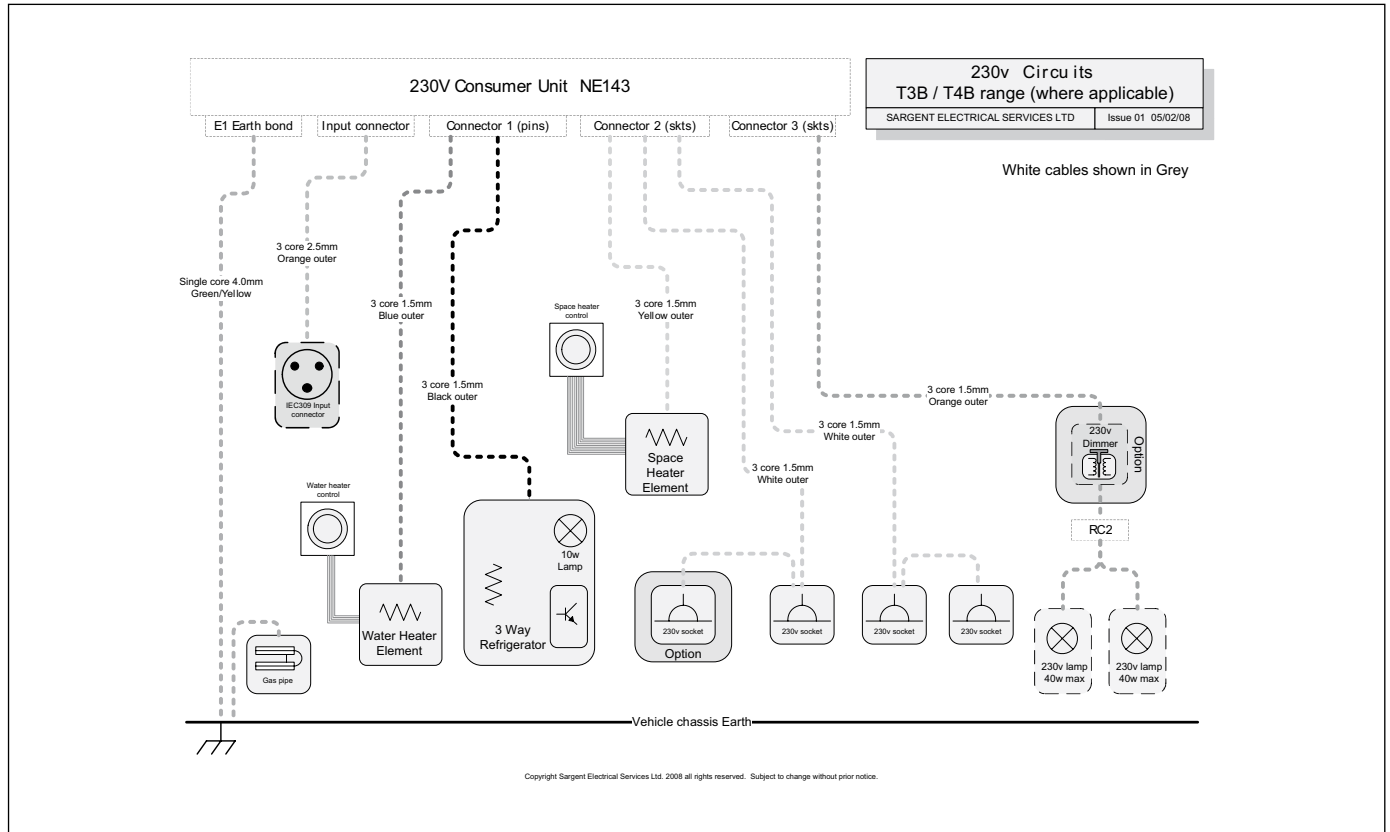 230V Consumer Unit NE143
230v Circuits
T3B / T4B range (where applicable)
SARGENT ELECTRICAL SERVICES LTD
Issue 01 05/02/08
E1 Earth bond
Input connector
Connector 1 (pins)
Connector 2 (skts)
Connector 3 (skts)
White cables shown in Grey
3 core 2.5mm
Orange outer
Single core 4.0mm
Green/Yellow
3 core 1.5mm
Blue outer
Space heater
control
3 core 1.5mm
Yellow outer
3 core 1.5mm
Black outer
3 core 1.5mm
Orange outer
IEC309 Input
connector
3 core 1.5mm
White outer
230v
Dimmer
Option
Space
Heater
Element
3 core 1.5mm
White outer
Water heater
control
RC2
10w
Lamp
3 Way
Refrigerator
Water Heater
Element
230v socket
Option
230v socket
230v socket
230v socket
230v lamp
40w max
230v lamp
40w max
Gas pipe
Vehicle chassis Earth
Copyright Sargent Electrical Services Ltd. 2008 all rights reserved. Subject to change without prior notice.